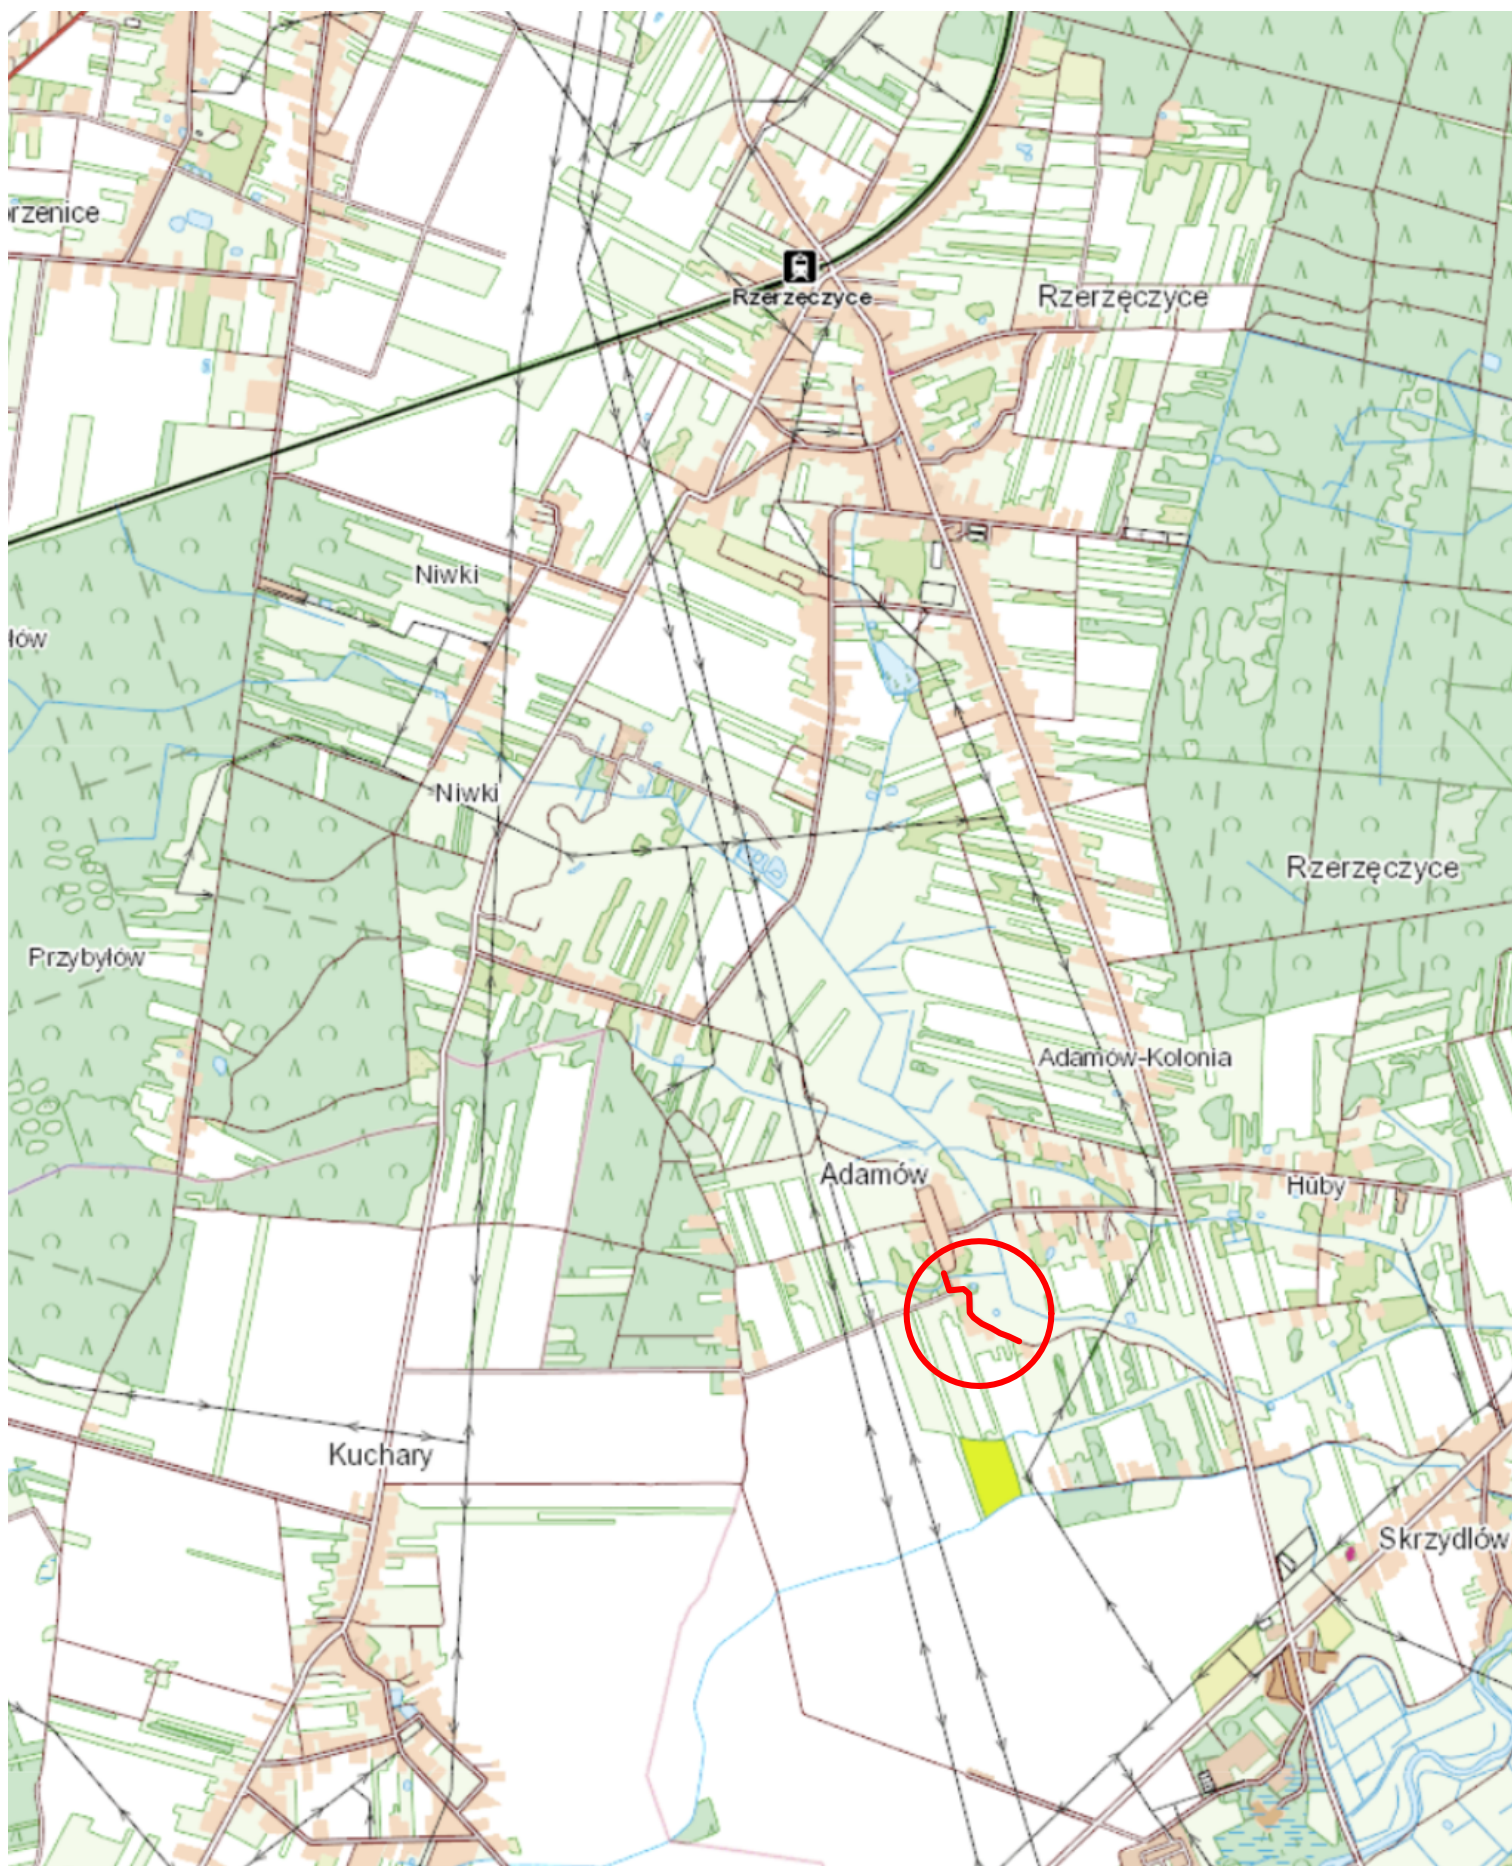 rzenice
Rzerzęczyce
Rzerzęczyce
Niwki
łów
Niwki
Rzerzęczyce
Przybyłów
Adamów-Kolonia
Adamów
Huby
Kuchary
Skrzydlów